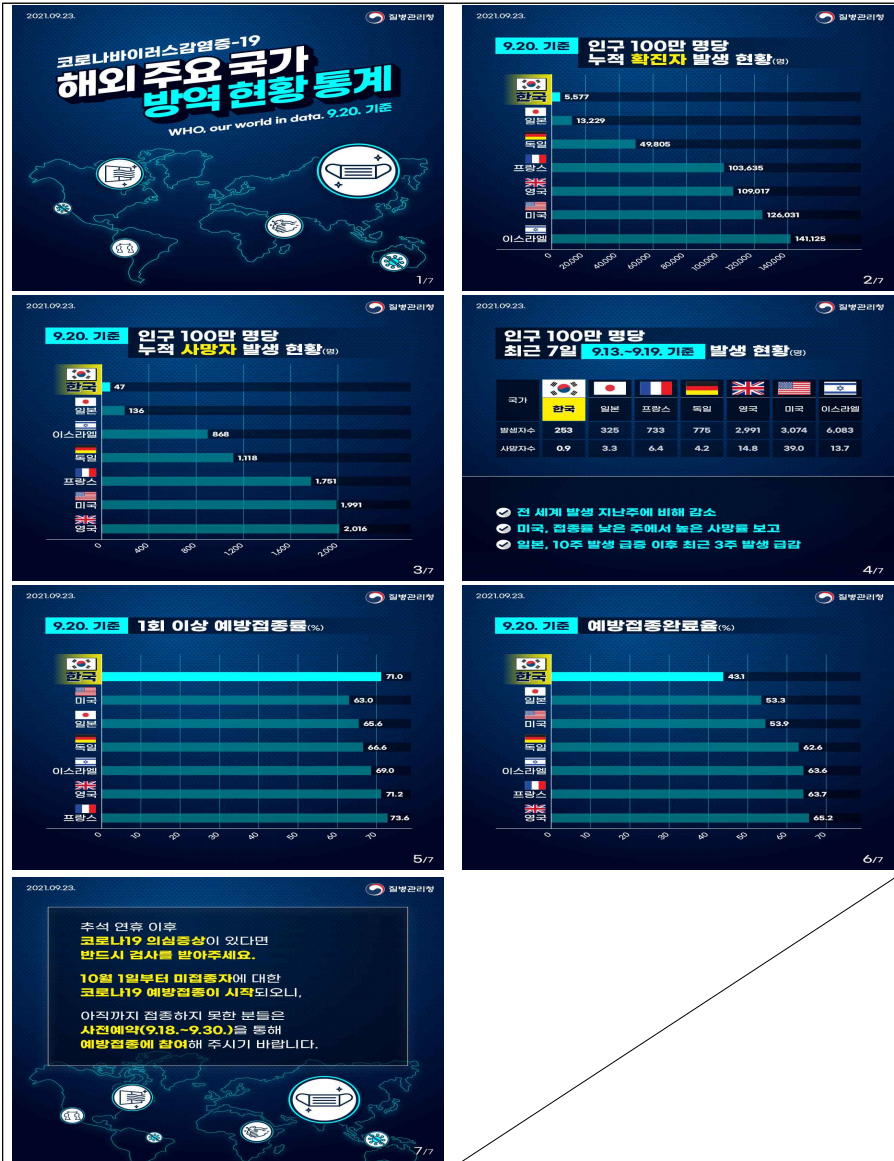 2021.09.23.
질병관리청
코로나바이러스감염증-19
해외 주요 국가
방역 현황 통계
WHO, our world in data. 9.20. 기준
1/7
2021.09.23.
질병관리청
9.20. 기준 인구 100만 명당
누적 확진자 발생 현황(명)
한국 5,577
일본 13,229
독일 49,805
프랑스 103,635
영국 109,017
미국 126,031
이스라엘 141,125
0 20,000 40,000 60,000 80,000 100,000 120,000 140,000
2/7
2021.09.23.
질병관리청
9.20. 기준 인구 100만 명당
누적 사망자 발생 현황(명)
한국 47
일본 136
이스라엘 868
독일 1,118
프랑스 1,751
미국 1,991
영국 2,016
0 400 800 1,200 1,600 2,000
3/7
2021.09.23.
질병관리청
인구 100만 명당
최근 7일 9.13.~9.19. 기준 발생 현황(명)
국가 한국 일본 프랑스 독일 영국 미국 이스라엘
발생자수 253 325 733 775 2,991 3,074 6,083
사망자수 0.9 3.3 6.4 4.2 14.8 39.0 13.7
전 세계 발생 지난주에 비해 감소
미국, 접종률 낮은 주에서 높은 사망률 보고
일본, 10주 발생 급증 이후 최근 3주 발생 급감
4/7
2021.09.23.
질병관리청
9.20. 기준 1회 이상 예방접종률(%)
한국 71.0
미국 63.0
일본 65.6
독일 66.6
이스라엘 69.0
영국 71.2
프랑스 73.6
0 10 20 30 40 50 60 70
5/7
2021.09.23.
질병관리청
9.20. 기준 예방접종완료율(%)
한국 43.1
일본 53.3
미국 53.9
독일 62.6
이스라엘 63.6
프랑스 63.7
영국 65.2
0 10 20 30 40 50 60 70
6/7
2021.09.23.
질병관리청
추석 연휴 이후
코로나19 의심증상이 있다면
반드시 검사를 받아주세요.
10월 1일부터 미접종자에 대한
코로나19 예방접종이 시작되오니,
아직까지 접종하지 못한 분들은
사전예약(9.18.~9.30.)을 통해
예방접종에 참여해 주시기 바랍니다.
7/7